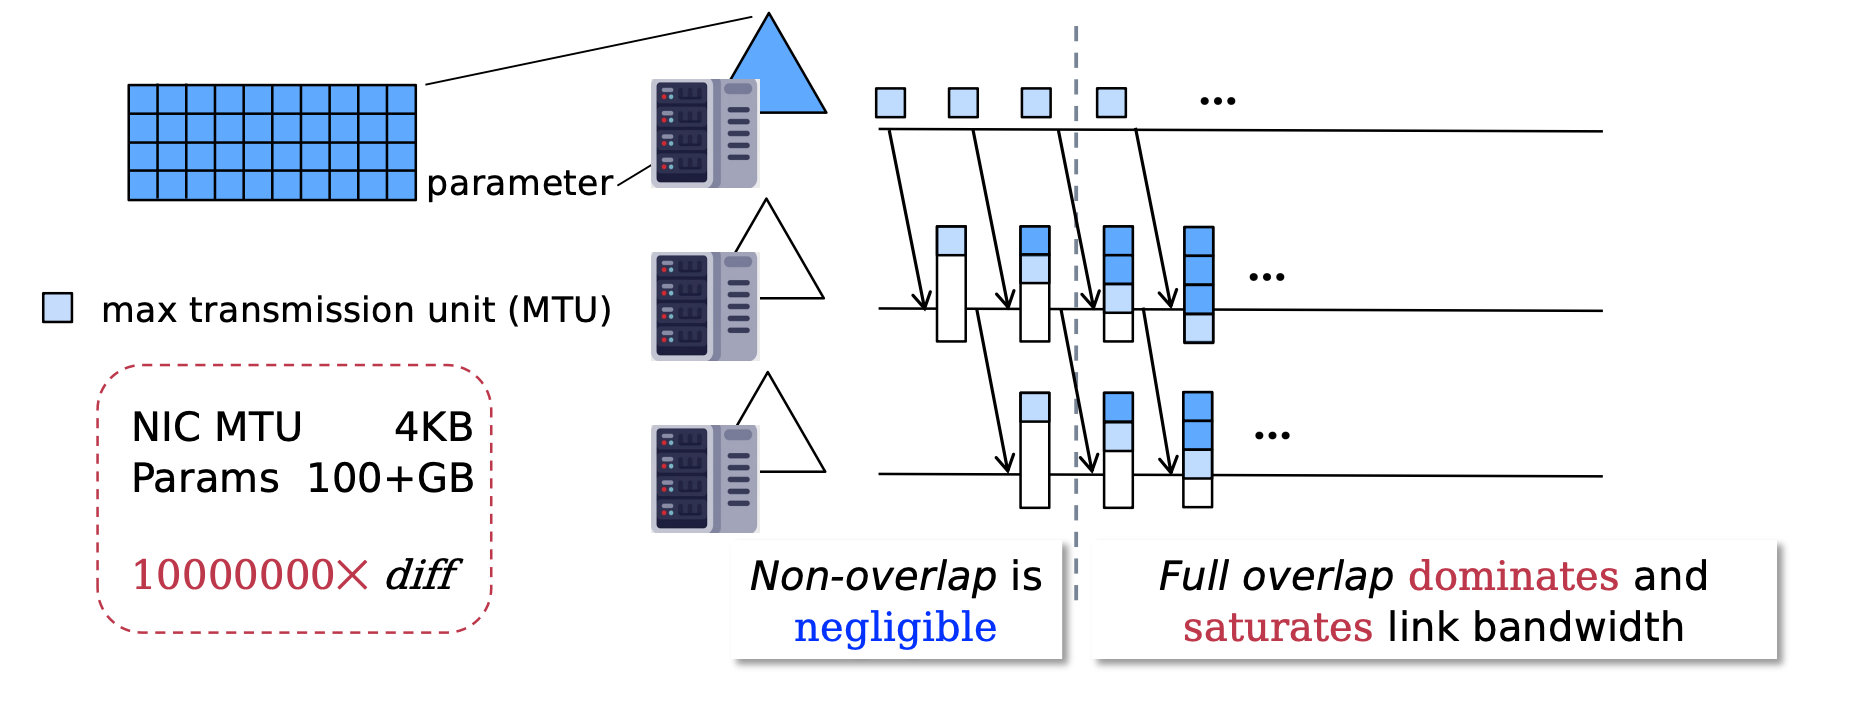 parameter
max transmission unit (MTU)
NIC MTU 4KB
Params 100+GB
10000000× diff
...
...
...
Non-overlap is
negligible
Full overlap dominates and
saturates link bandwidth